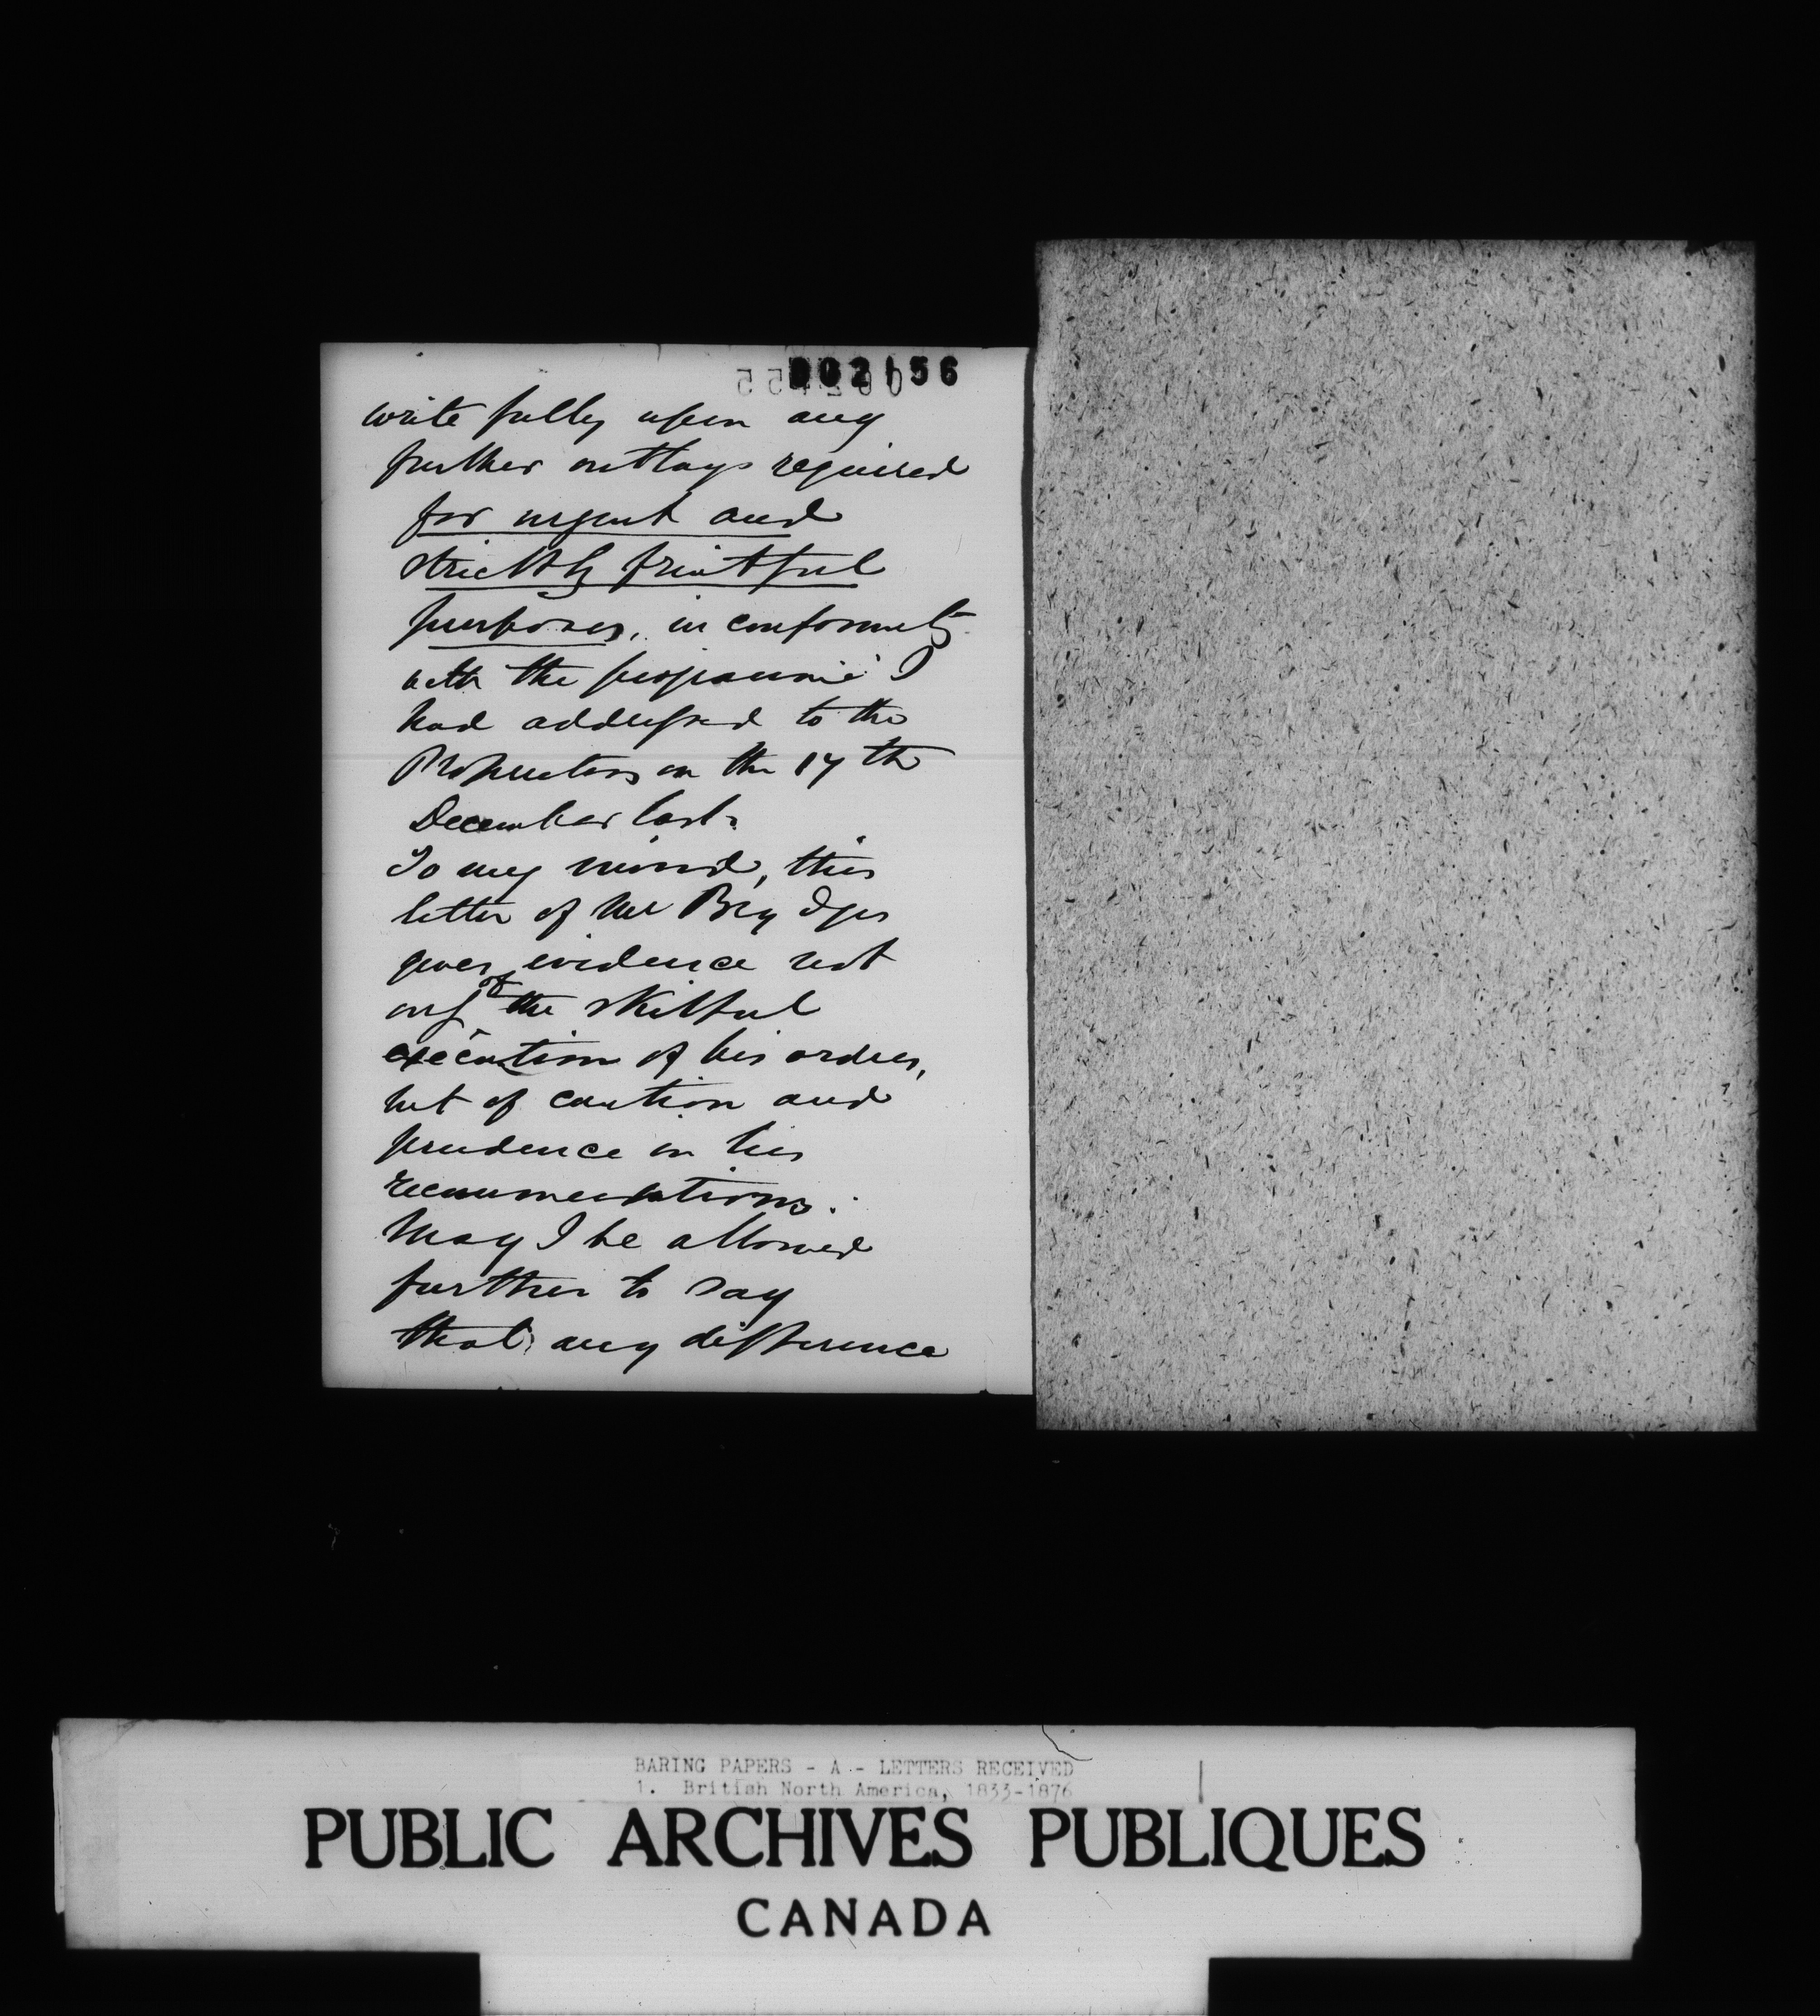 002156
write fully upon any
further outlays required
for urgent and
strictly fruitful
purposes, in conformity
with the programme I
had addressed to the
Proprietors on the 17th
December last.
To my mind, this
letter of Mr Brydges
gives evidence not
only of the skilful
execution of his orders,
but of caution and
prudence in his
recommendations.
May I be allowed
further to say
that any difference
BARING PAPERS - A - LETTERS RECEIVED
1. British North America, 1833-1876
PUBLIC ARCHIVES PUBLIQUES
CANADA